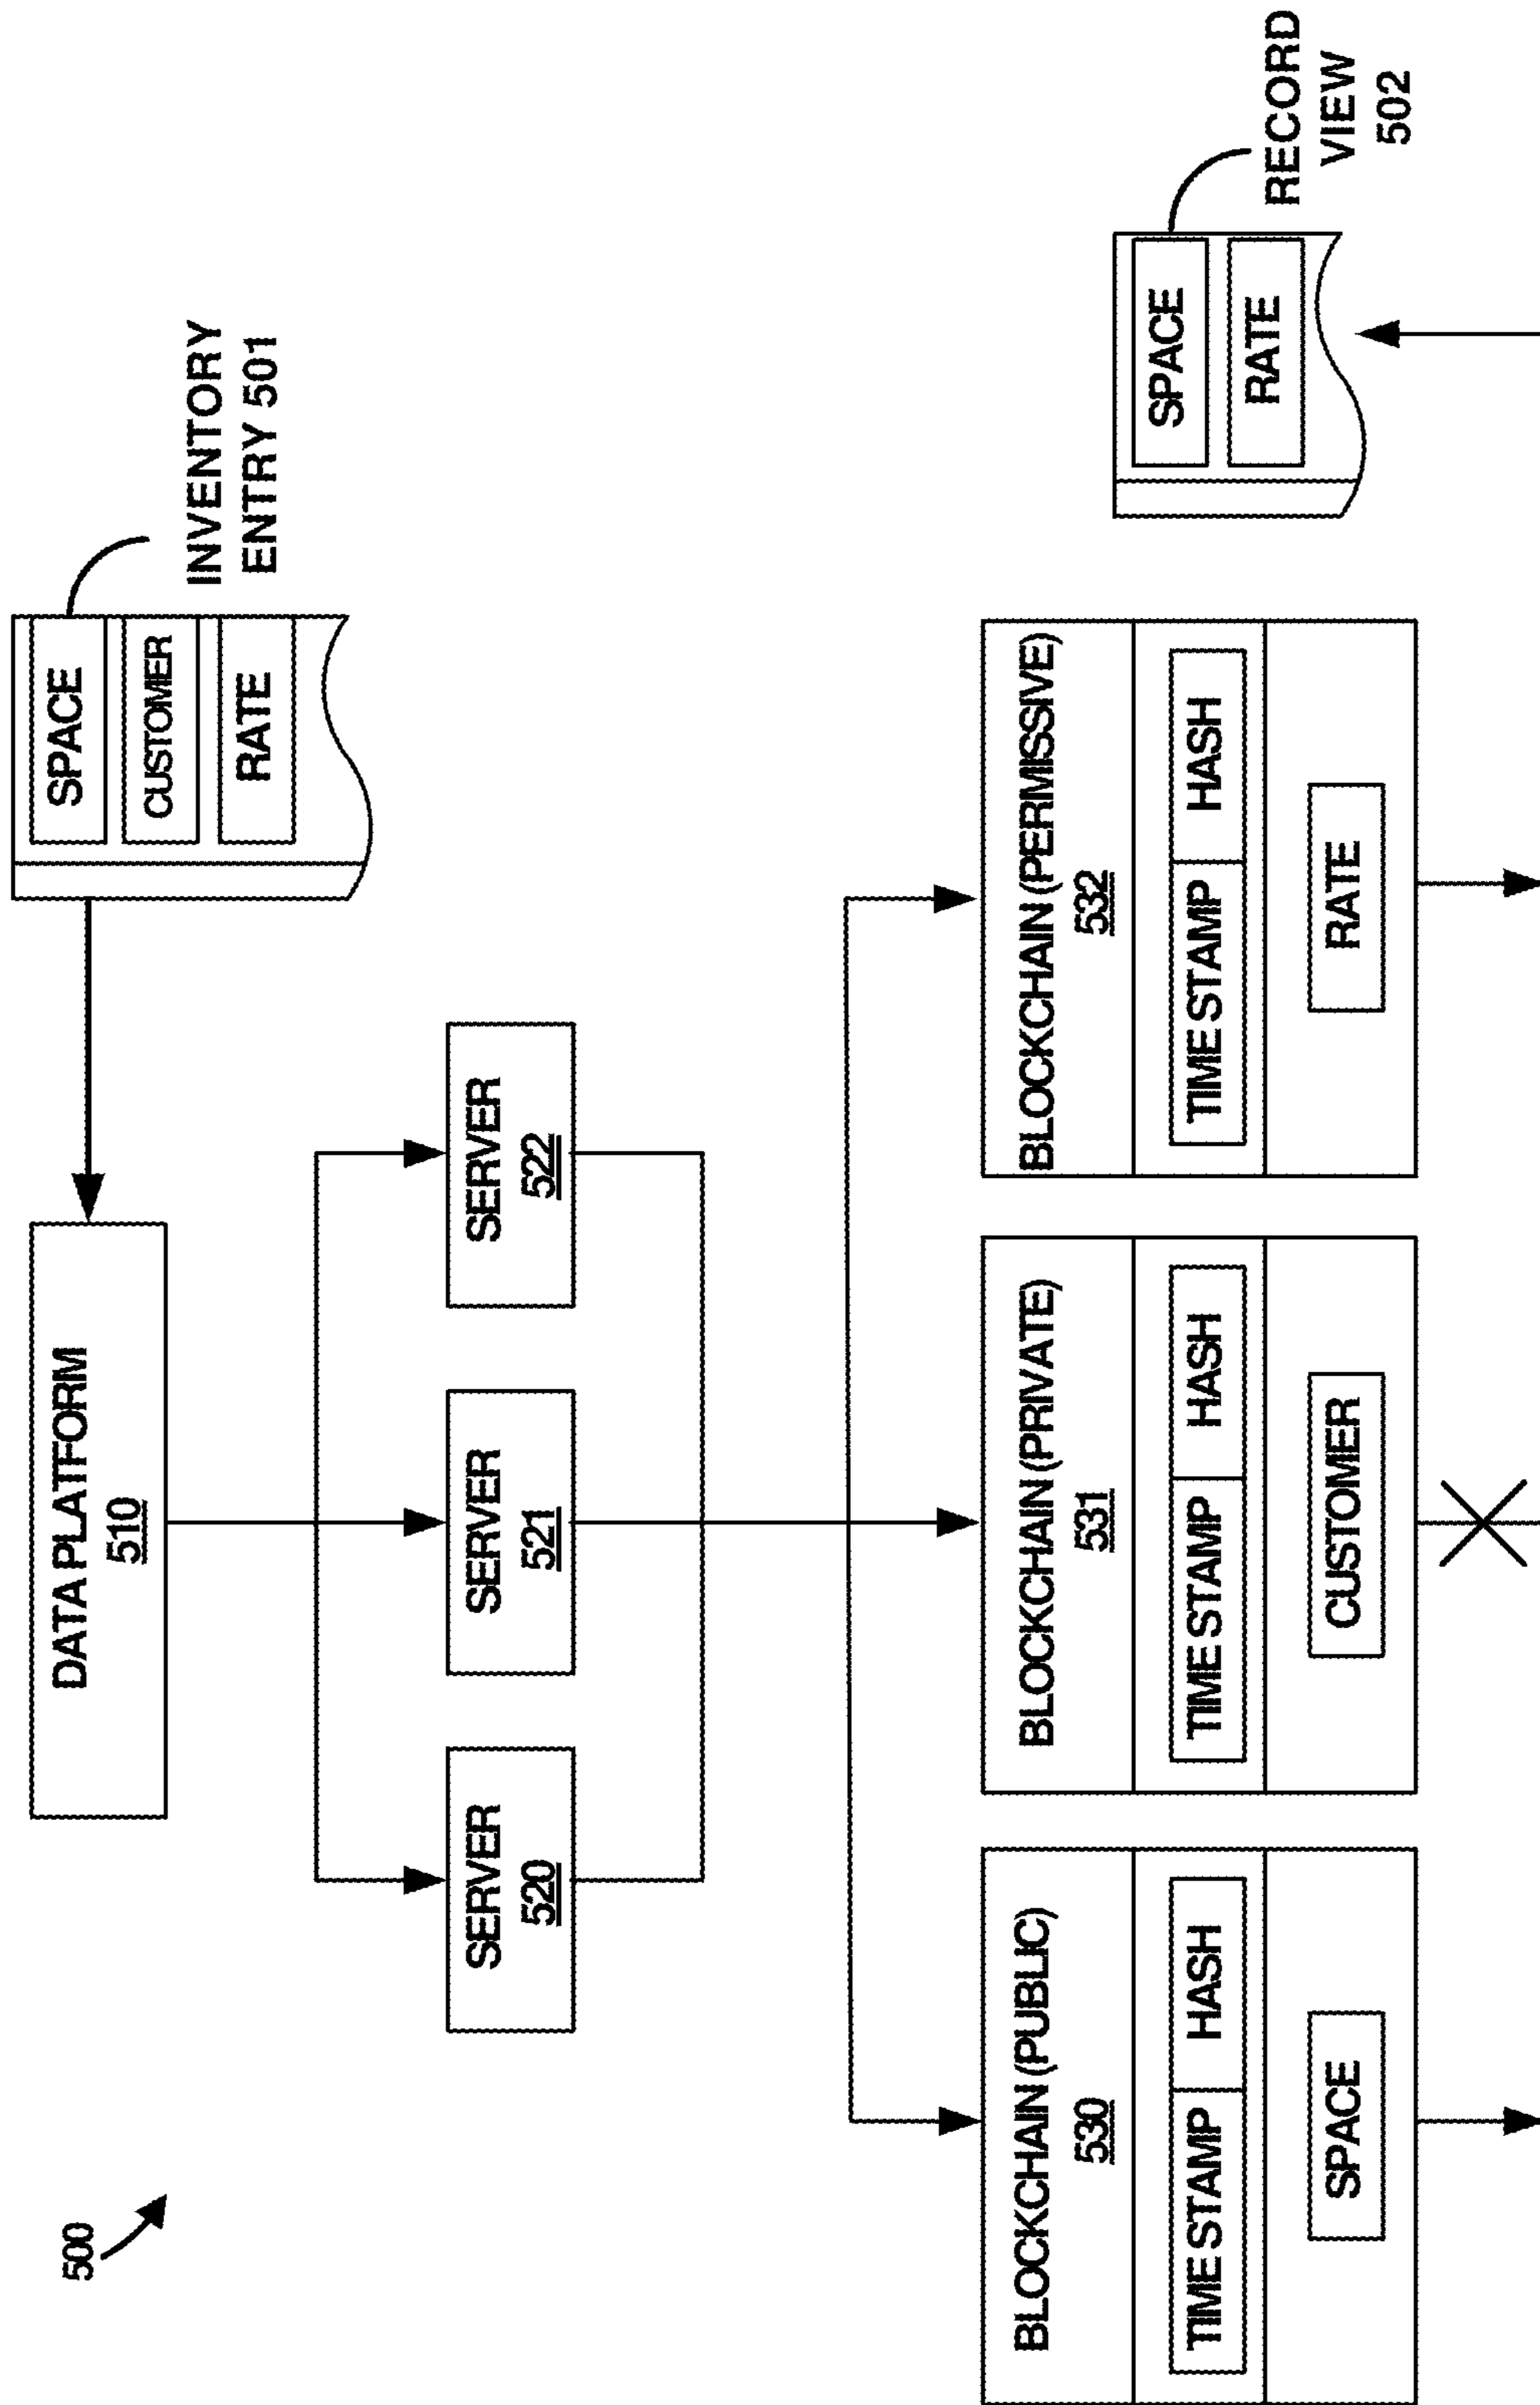 500
DATA PLATFORM
510
SPACE
CUSTOMER
RATE
INVENTORY
ENTRY 501
SERVER
520
SERVER
521
SERVER
522
BLOCKCHAIN (PUBLIC)
530
TIME STAMP HASH
SPACE
BLOCKCHAIN (PRIVATE)
531
TIME STAMP HASH
CUSTOMER
BLOCKCHAIN (PERMISSIVE)
532
TIME STAMP HASH
RATE
SPACE
RATE
RECORD
VIEW
502